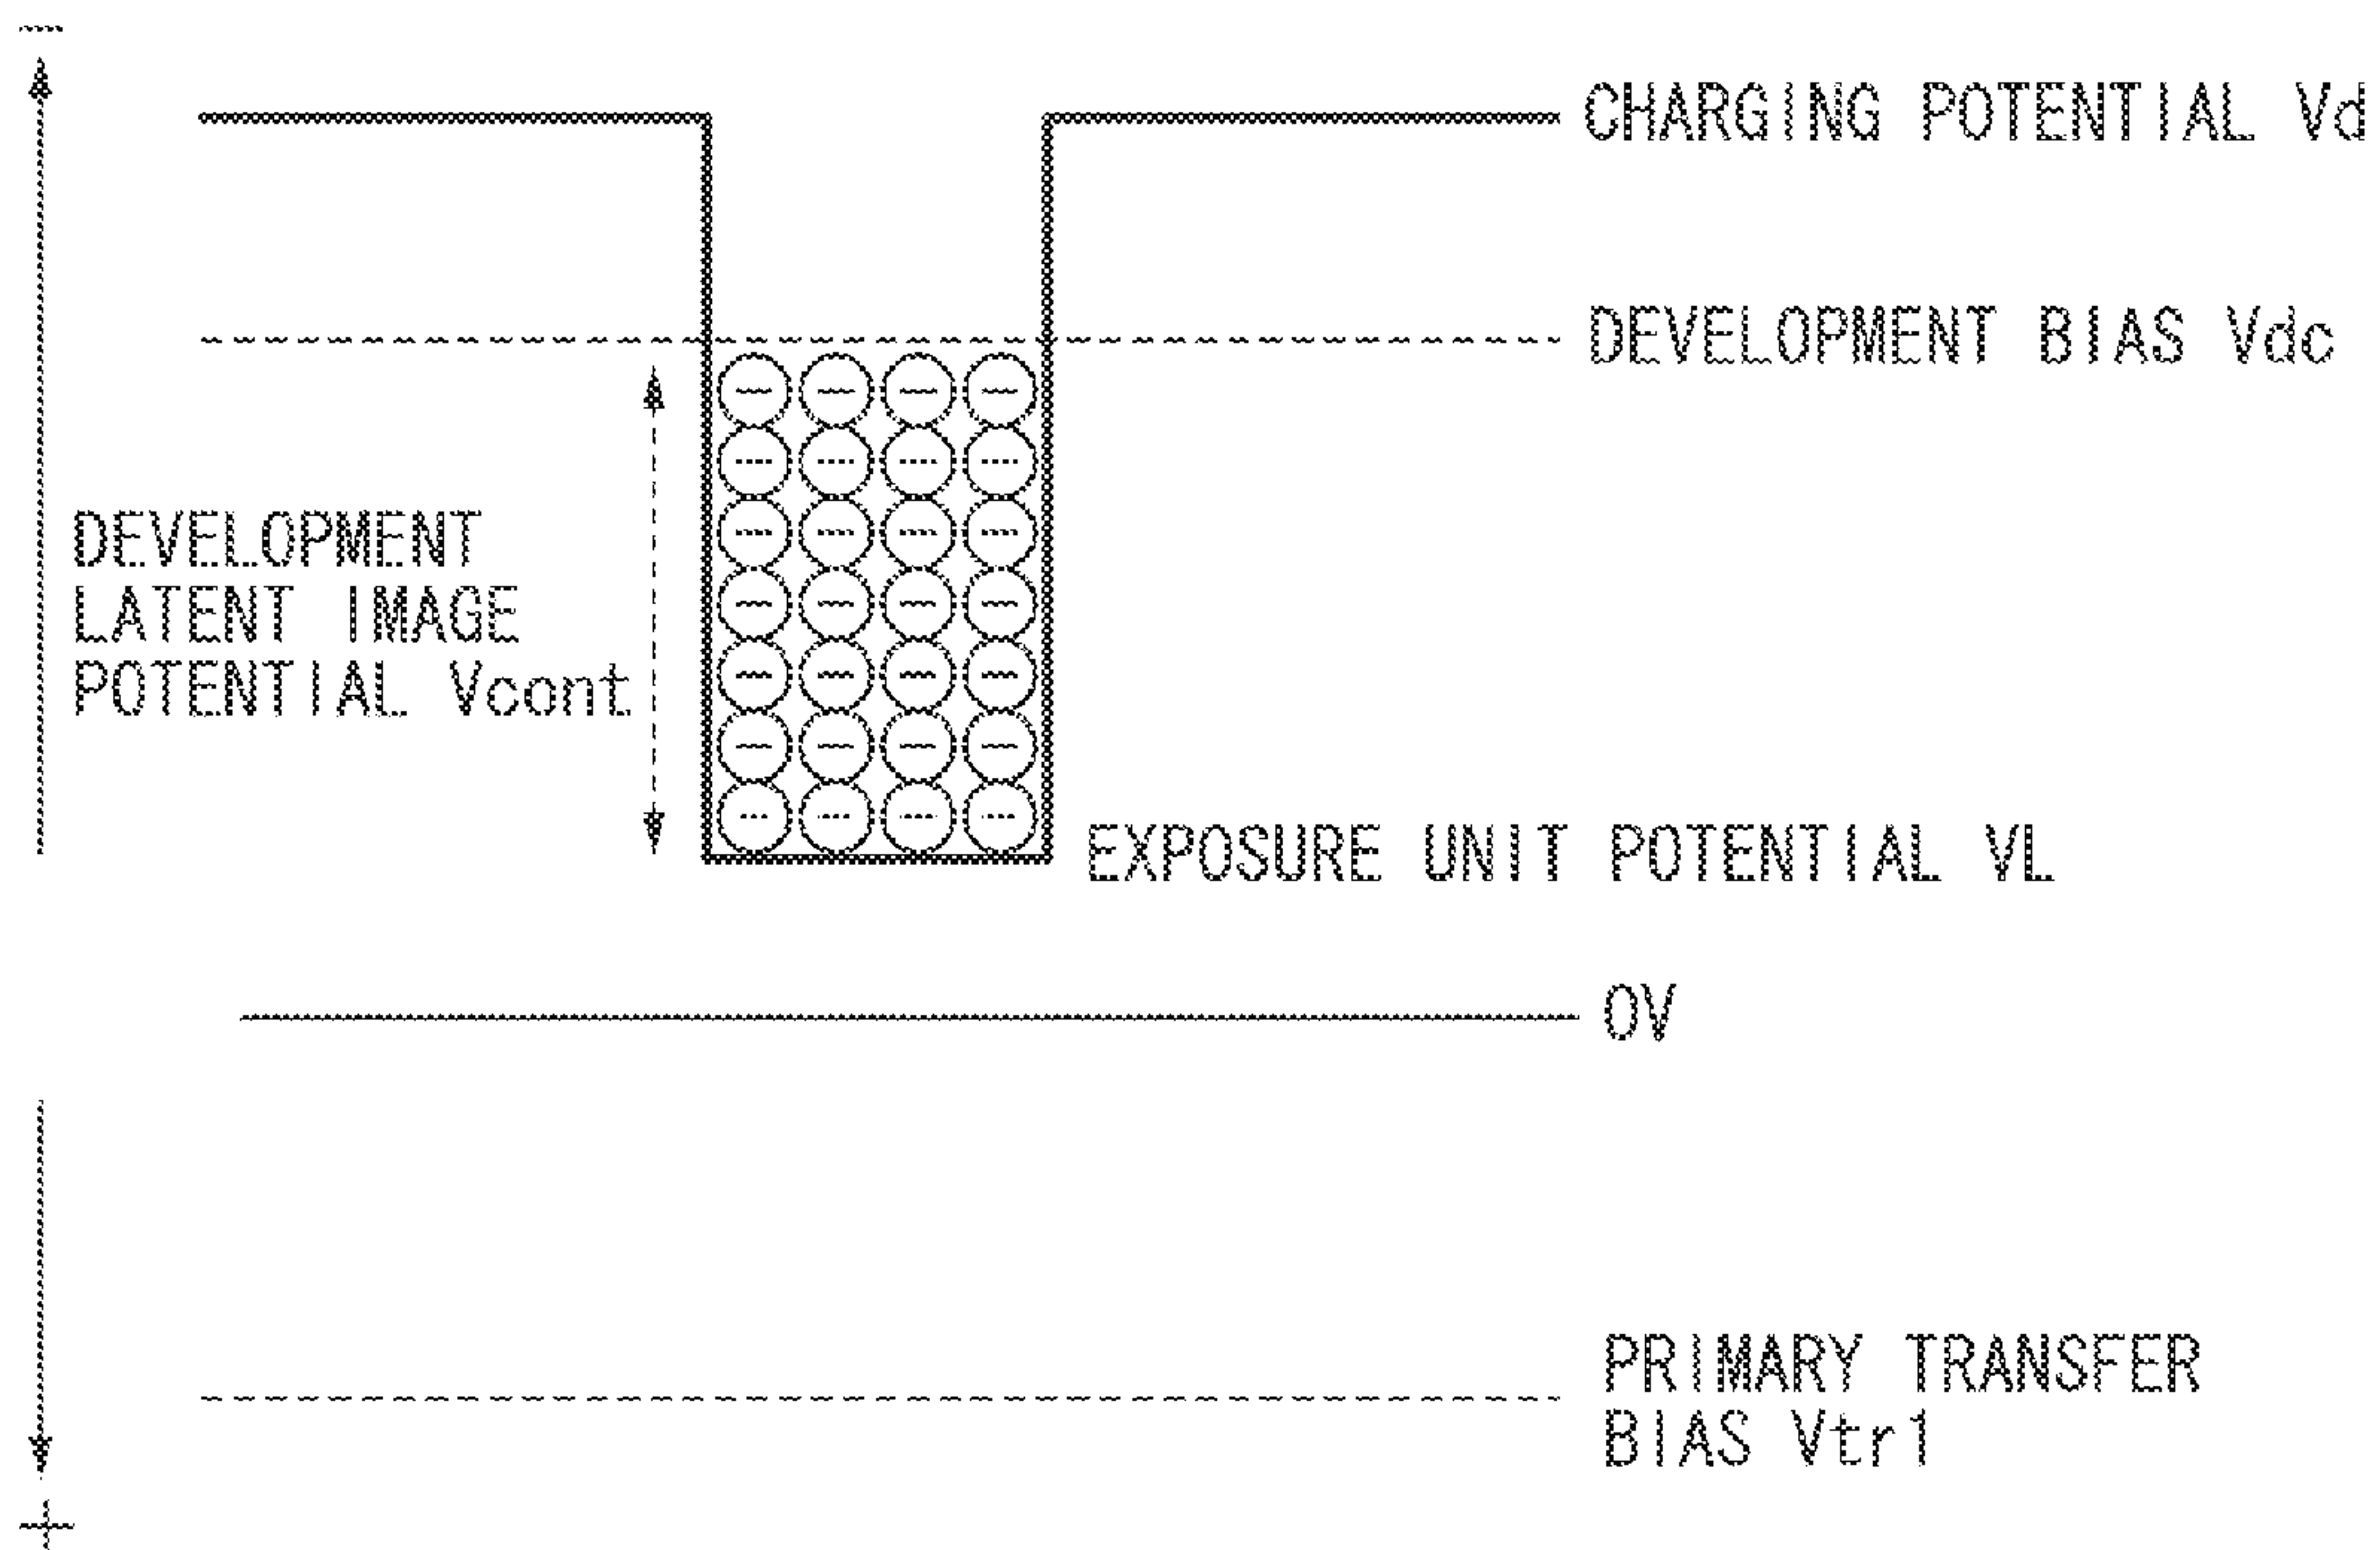 −
CHARGING POTENTIAL Vd
DEVELOPMENT BIAS Vdc
DEVELOPMENT
LATENT IMAGE
POTENTIAL Vcont
− − − −
− − − −
− − − −
− − − −
− − − −
− − − −
− − − −
EXPOSURE UNIT POTENTIAL VL
0V
PRIMARY TRANSFER
BIAS Vtr1
+